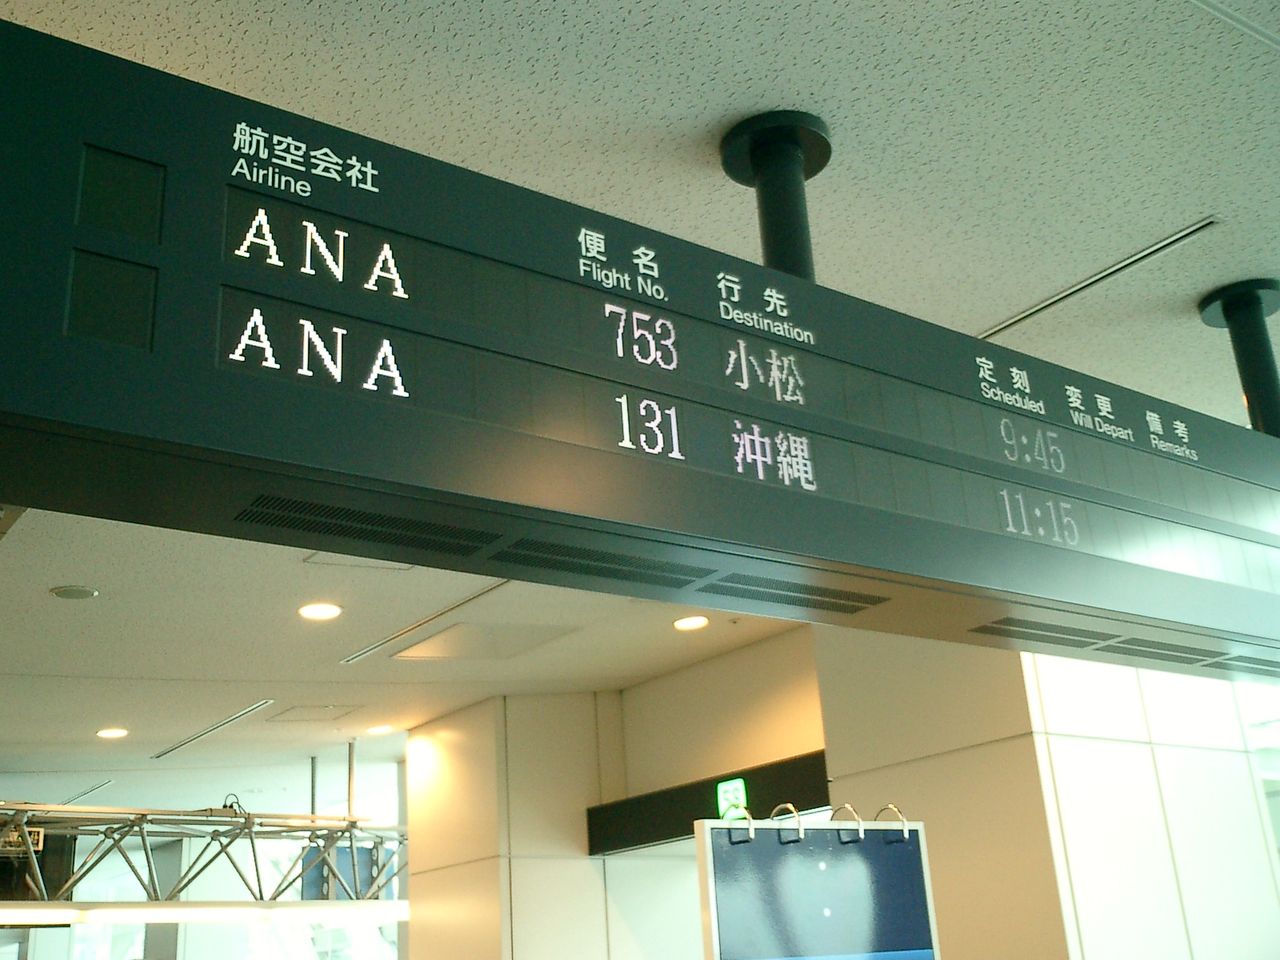 航空会社 便名 行先 定刻 変更 備考
Airline Flight No. Destination Scheduled Will Depart Remarks
ANA 753 小松 9:45
ANA 131 沖縄 11:15